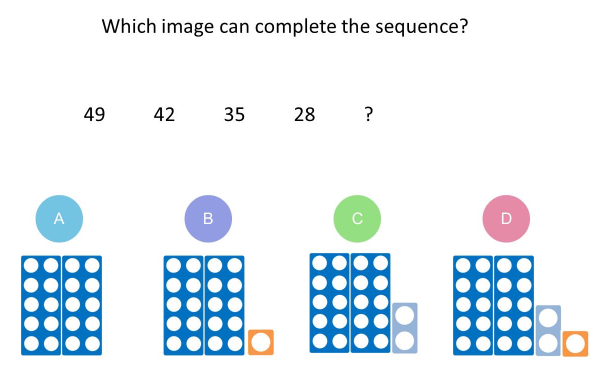 Which image can complete the sequence?
49 42 35 28 ?
A B C D